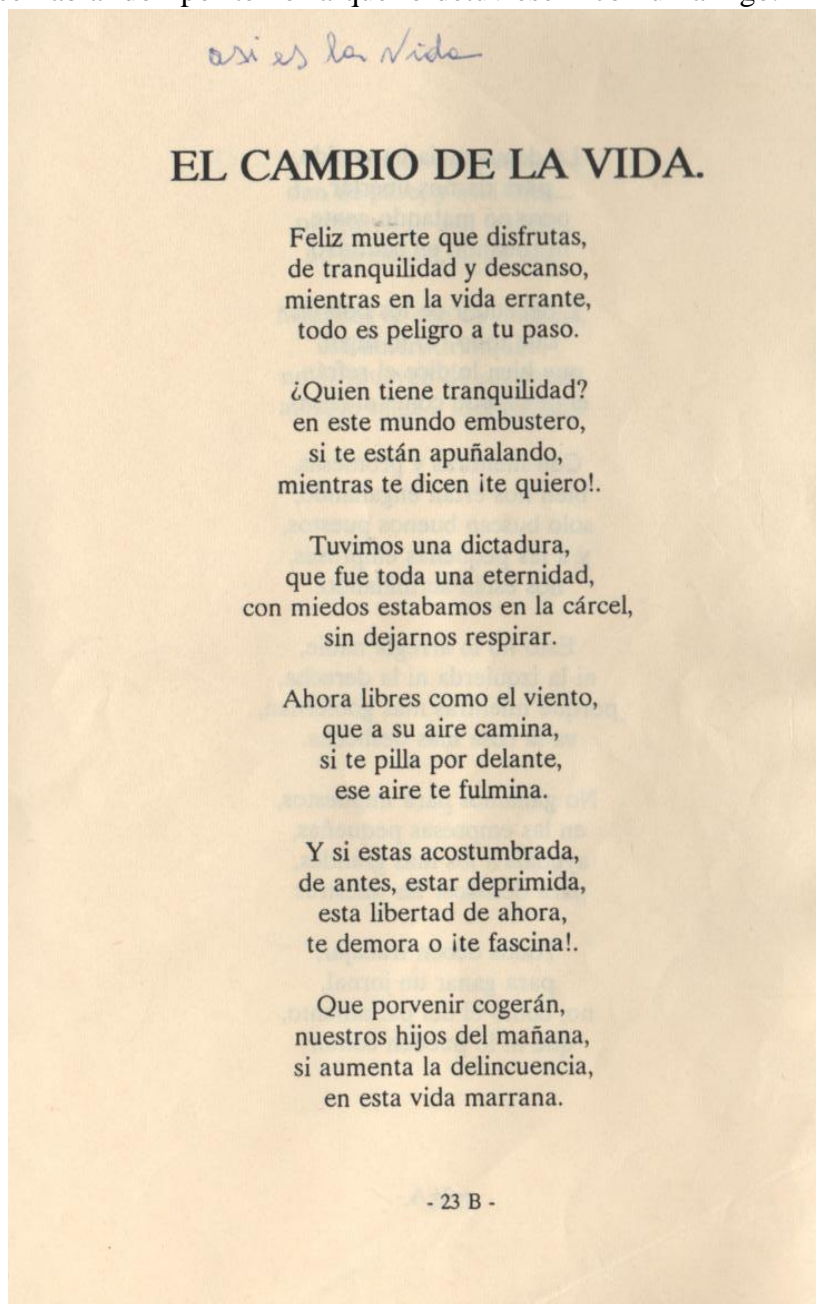 asi es la vida
EL CAMBIO DE LA VIDA.
Feliz muerte que disfrutas,
de tranquilidad y descanso,
mientras en la vida errante,
todo es peligro a tu paso.
¿Quien tiene tranquilidad?
en este mundo embustero,
si te están apuñalando,
mientras te dicen ¡te quiero!.
Tuvimos una dictadura,
que fue toda una eternidad,
con miedos estabamos en la cárcel,
sin dejarnos respirar.
Ahora libres como el viento,
que a su aire camina,
si te pilla por delante,
ese aire te fulmina.
Y si estas acostumbrada,
de antes, estar deprimida,
esta libertad de ahora,
te demora o ¡te fascina!.
Que porvenir cogerán,
nuestros hijos del mañana,
si aumenta la delincuencia,
en esta vida marrana.
- 23 B -